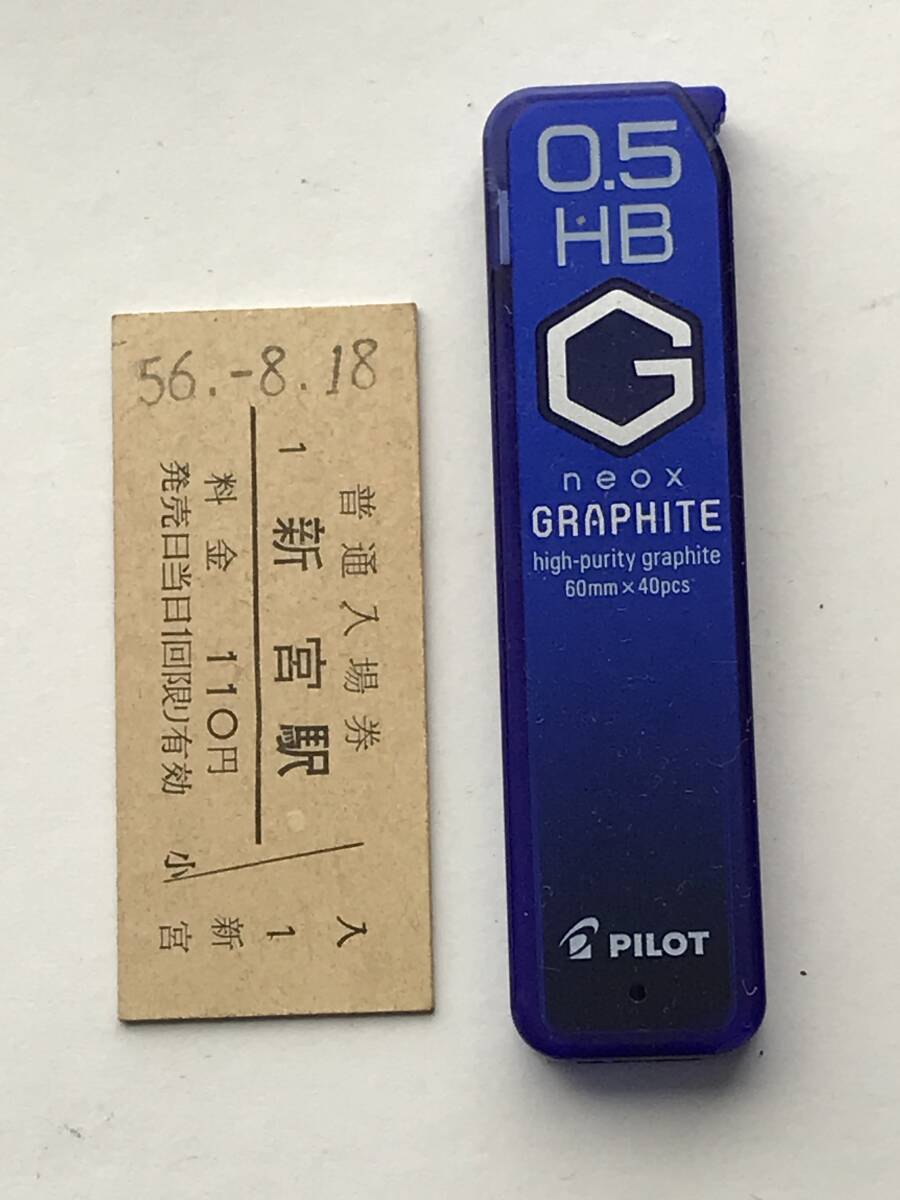 56.-8.18
普通入場券
1 新宮駅
料金 110円
発売日当日1回限り有効
小
入
1
新
宮
0.5
HB
G
neox
GRAPHITE
high-purity graphite
60mm×40pcs
PILOT